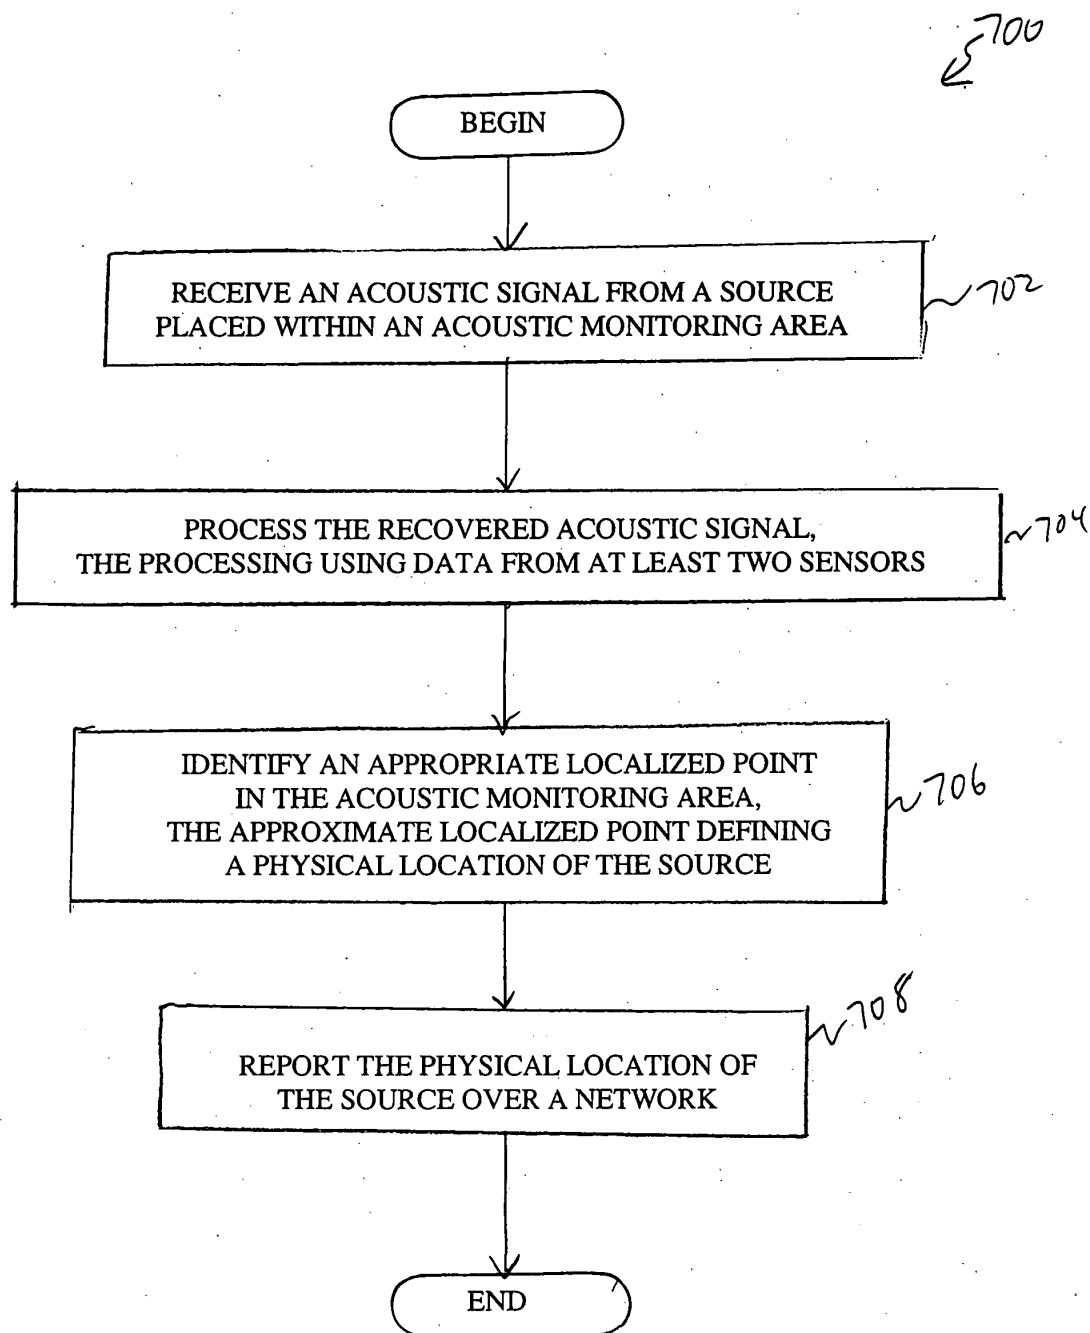 700
BEGIN
RECEIVE AN ACOUSTIC SIGNAL FROM A SOURCE
PLACED WITHIN AN ACOUSTIC MONITORING AREA
702
PROCESS THE RECOVERED ACOUSTIC SIGNAL,
THE PROCESSING USING DATA FROM AT LEAST TWO SENSORS
704
IDENTIFY AN APPROPRIATE LOCALIZED POINT
IN THE ACOUSTIC MONITORING AREA,
THE APPROXIMATE LOCALIZED POINT DEFINING
A PHYSICAL LOCATION OF THE SOURCE
706
REPORT THE PHYSICAL LOCATION OF
THE SOURCE OVER A NETWORK
708
END